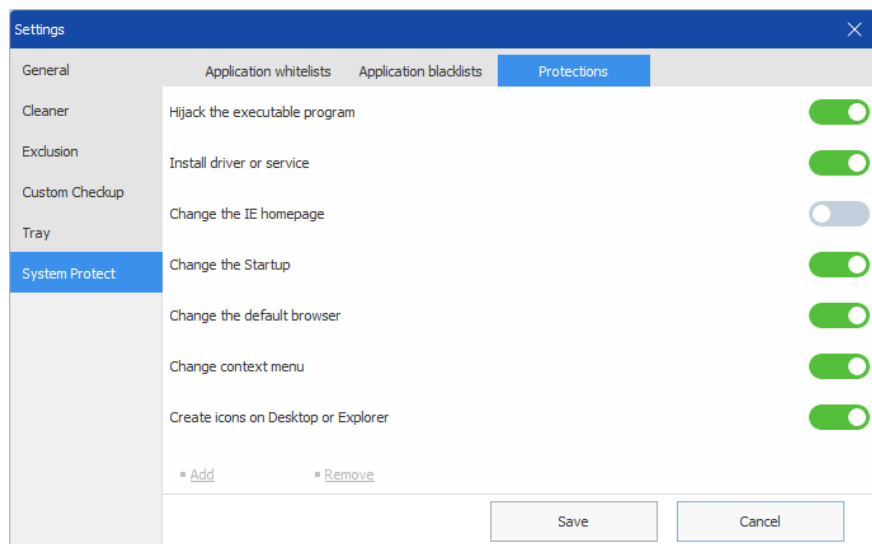 Settings
General
Application whitelists Application blacklists Protections
Cleaner
Hijack the executable program
Exclusion
Install driver or service
Custom Checkup
Change the IE homepage
Tray
Change the Startup
System Protect
Change the default browser
Change context menu
Create icons on Desktop or Explorer
Add Remove
Save Cancel